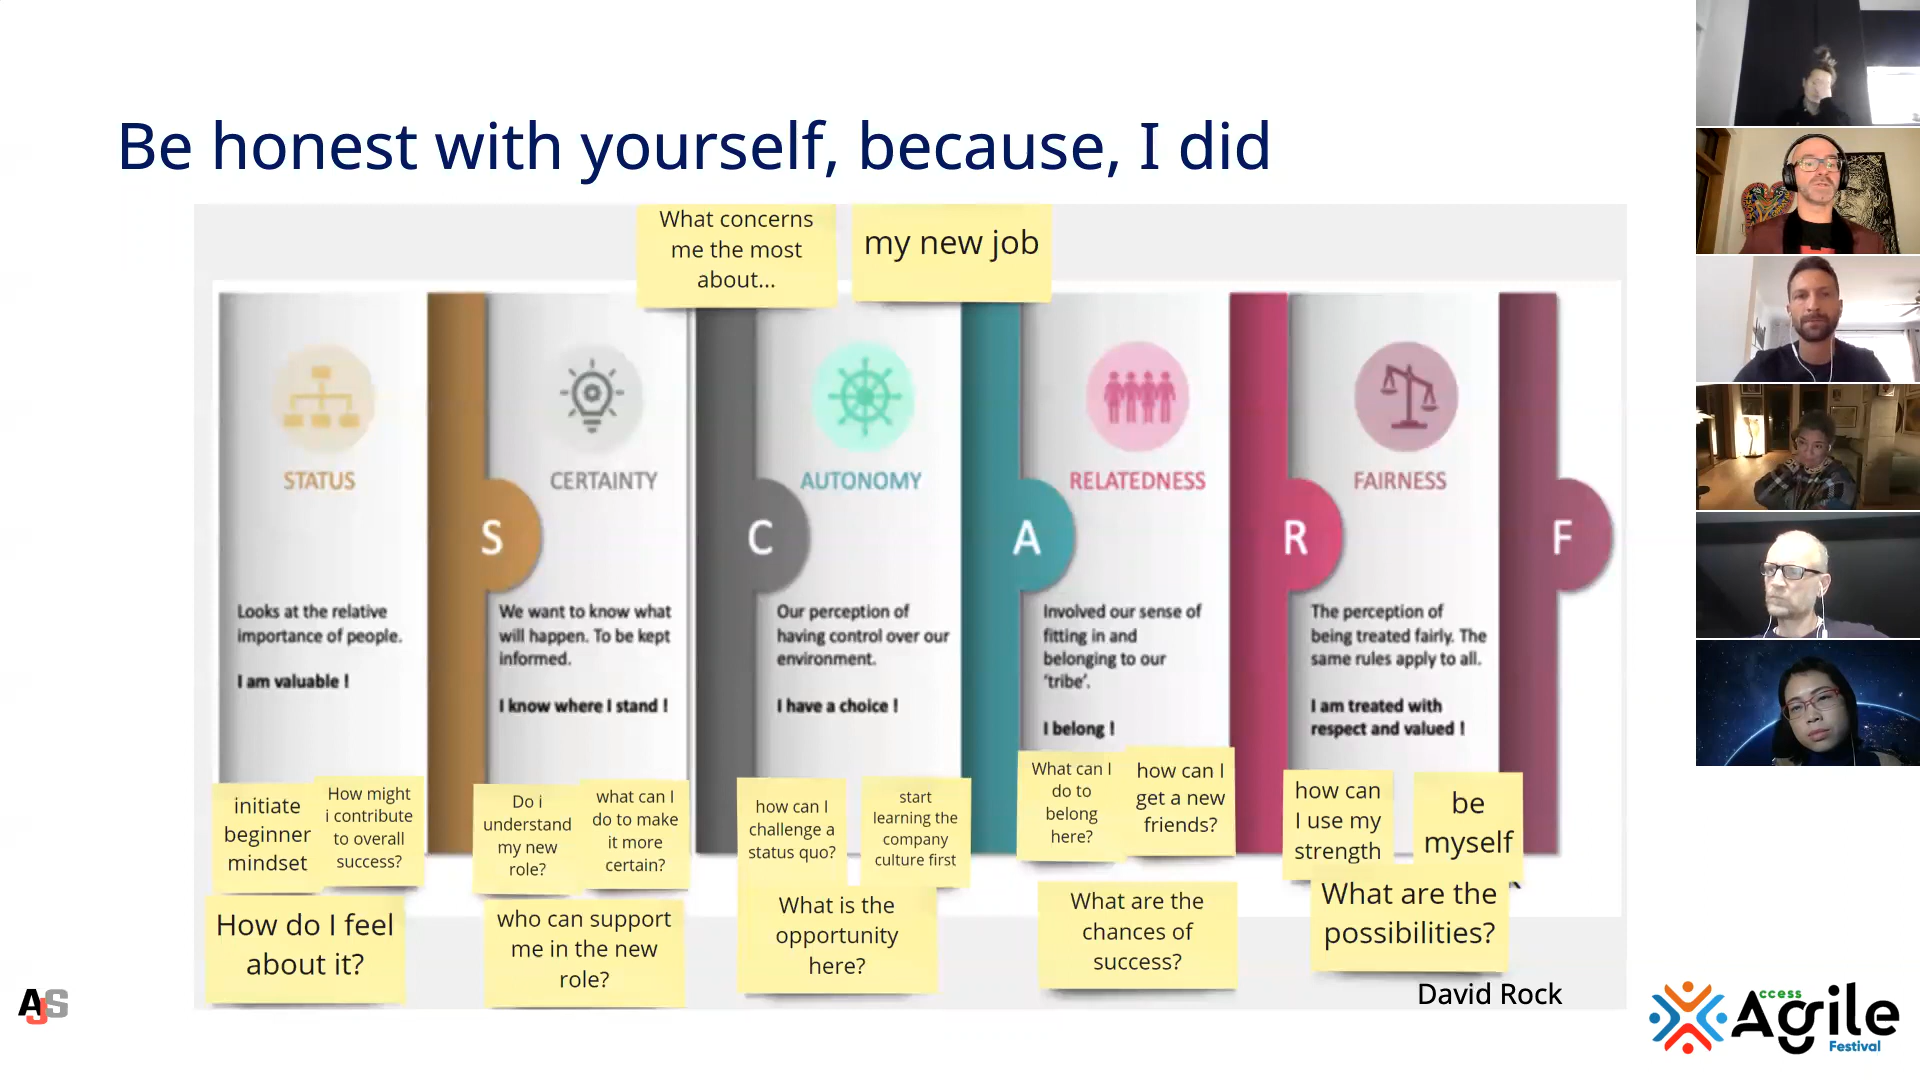 Be honest with yourself, because, I did
What concerns
me the most
about...
my new job
STATUS
CERTAINTY
AUTONOMY
RELATEDNESS
FAIRNESS
S
C
A
R
F
Looks at the relative
importance of people.
I am valuable !
We want to know what
will happen. To be kept
informed.
I know where I stand !
Our perception of
having control over our
environment.
I have a choice !
Involved our sense of
fitting in and
belonging to our
‘tribe’.
I belong !
The perception of
being treated fairly. The
same rules apply to all.
I am treated with
respect and valued !
initiate
beginner
mindset
How might
i contribute
to overall
success?
Do i
understand
my new
role?
what can I
do to make
it more
certain?
how can I
challenge a
status quo?
start
learning the
company
culture first
What can I
do to
belong
here?
how can I
get a new
friends?
how can
I use my
strength
be
myself
How do I feel
about it?
who can support
me in the new
role?
What is the
opportunity
here?
What are the
chances of
success?
What are the
possibilities?
David Rock
AJS
Access
Agile
Festival